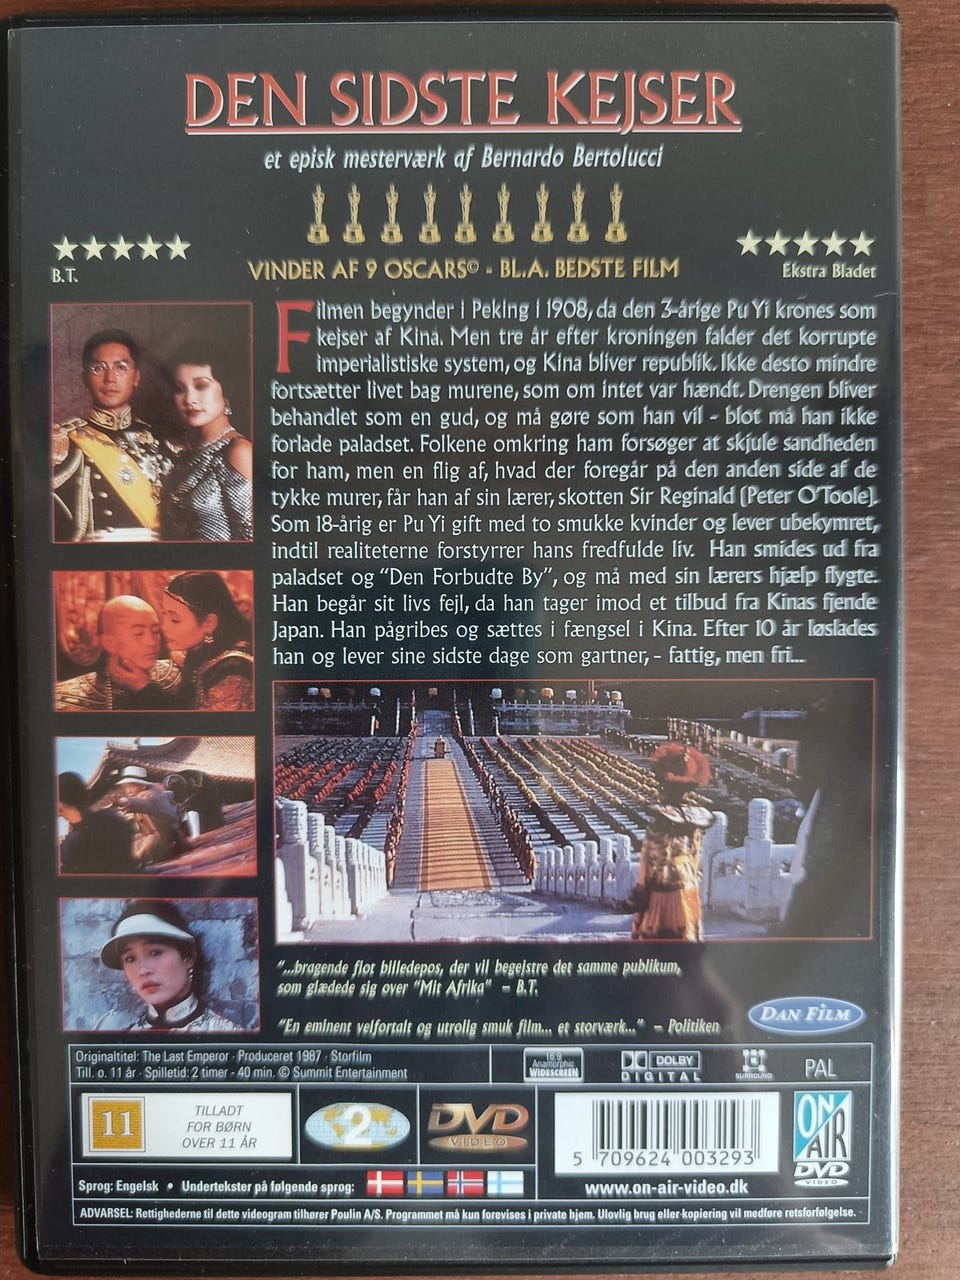 DEN SIDSTE KEJSER
et episk mesterværk af Bernardo Bertolucci
VINDER AF 9 OSCARS© - BL.A. BEDSTE FILM
B.T.
Ekstra Bladet
Filmen begynder i Peking i 1908, da den 3-årige Pu Yi krones som
kejser af Kina. Men tre år efter kroningen falder det korrupte
imperialistiske system, og Kina bliver republik. Ikke desto mindre
fortsætter livet bag murene, som om intet var hændt. Drengen bliver
behandlet som en gud, og må gøre som han vil - blot må han ikke
forlade paladset. Folkene omkring ham forsøger at skjule sandheden
for ham, men en flig af, hvad der foregår på den anden side af de
tykke murer, får han af sin lærer, skotten Sir Reginald (Peter O'Toole).
Som 18-årig er Pu Yi gift med to smukke kvinder og lever ubekymret,
indtil realiteterne forstyrrer hans fredfulde liv. Han smides ud fra
paladset og "Den Forbudte By", og må med sin lærers hjælp flygte.
Han begår sit livs fejl, da han tager imod et tilbud fra Kinas fjende
Japan. Han pågribes og sættes i fængsel i Kina. Efter 10 år løslades
han og lever sine sidste dage som gartner, - fattig, men fri...
"...bragende flot billedepos, der vil begejstre det samme publikum,
som glædede sig over "Mit Afrika" - B.T.
"En eminent velfortalt og utrolig smuk film... et storværk..." - Politiken
DAN FILM
Originaltitel: The Last Emperor · Produceret 1987 · Storfilm
Till. o. 11 år · Spilletid: 2 timer - 40 min. © Summit Entertainment
16:9
Anamorphic
WIDESCREEN
DOLBY
DIGITAL
SURROUND
PAL
11
TILLADT
FOR BØRN
OVER 11 ÅR
2
DVD
VIDEO
5 709624 003293
ON
AIR
DVD
VIDEO
www.on-air-video.dk
Sprog: Engelsk • Undertekster på følgende sprog:
ADVARSEL: Rettighederne til dette videogram tilhører Poulin A/S. Programmet må kun forevises i private hjem. Ulovlig brug eller kopiering vil medføre retsforfølgelse.